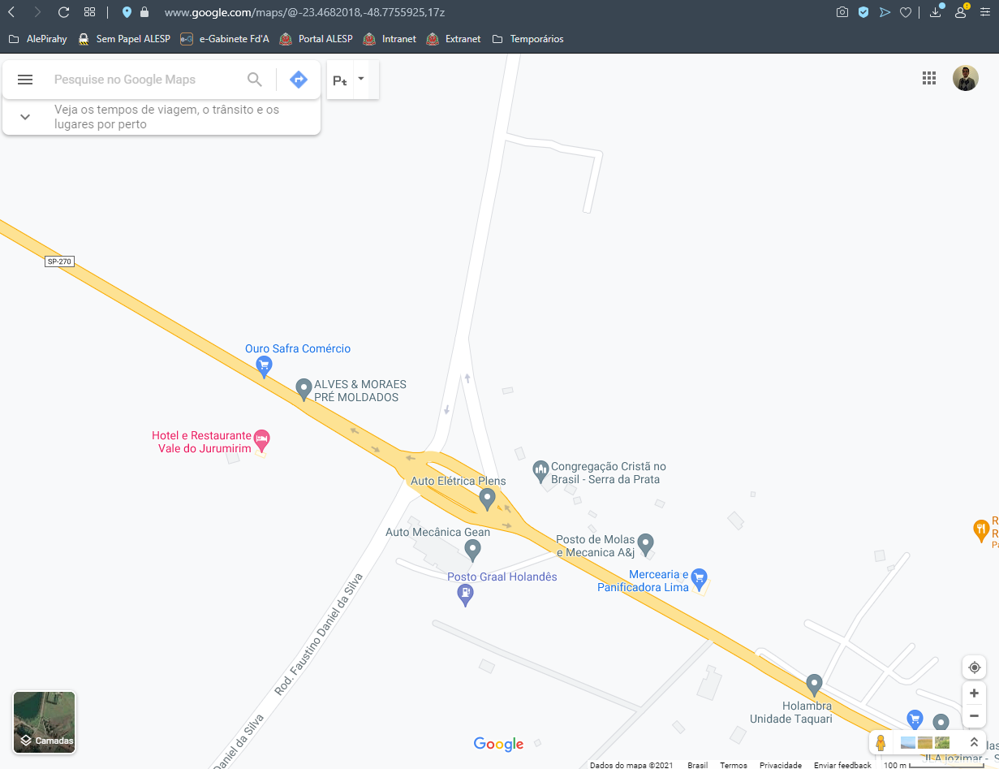 www.google.com/maps/@-23.4682018,-48.7755925,17z
AlePirahy
Sem Papel ALESP
e-Gabinete Fd'A
Portal ALESP
Intranet
Extranet
Temporários
Pesquise no Google Maps
Veja os tempos de viagem, o trânsito e os
lugares por perto
SP-270
Ouro Safra Comércio
ALVES & MORAES
PRÉ MOLDADOS
Hotel e Restaurante
Vale do Jurumirim
Auto Elétrica Plens
Congregação Cristã no
Brasil - Serra da Prata
Auto Mecânica Gean
Posto de Molas
e Mecanica A&j
Mercearia e
Panificadora Lima
Posto Graal Holandês
Rod. Faustino Daniel da Silva
Daniel da Silva
Holambra
Unidade Taquari
Camadas
Google
Dados do mapa ©2021
Brasil
Termos
Privacidade
Enviar feedback
100 m